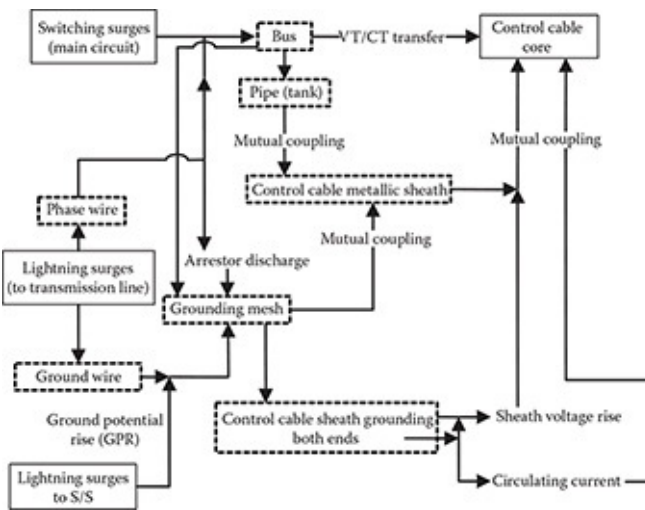 Switching surges
(main circuit)
Bus
VT/CT transfer
Control cable
core
Pipe (tank)
Mutual coupling
Mutual coupling
Control cable metallic sheath
Phase wire
Mutual coupling
Lightning surges
(to transmission line)
Arrestor discharge
Grounding mesh
Ground wire
Ground potential
rise (GPR)
Control cable sheath grounding
both ends
Sheath voltage rise
Lightning surges
to S/S
Circulating current